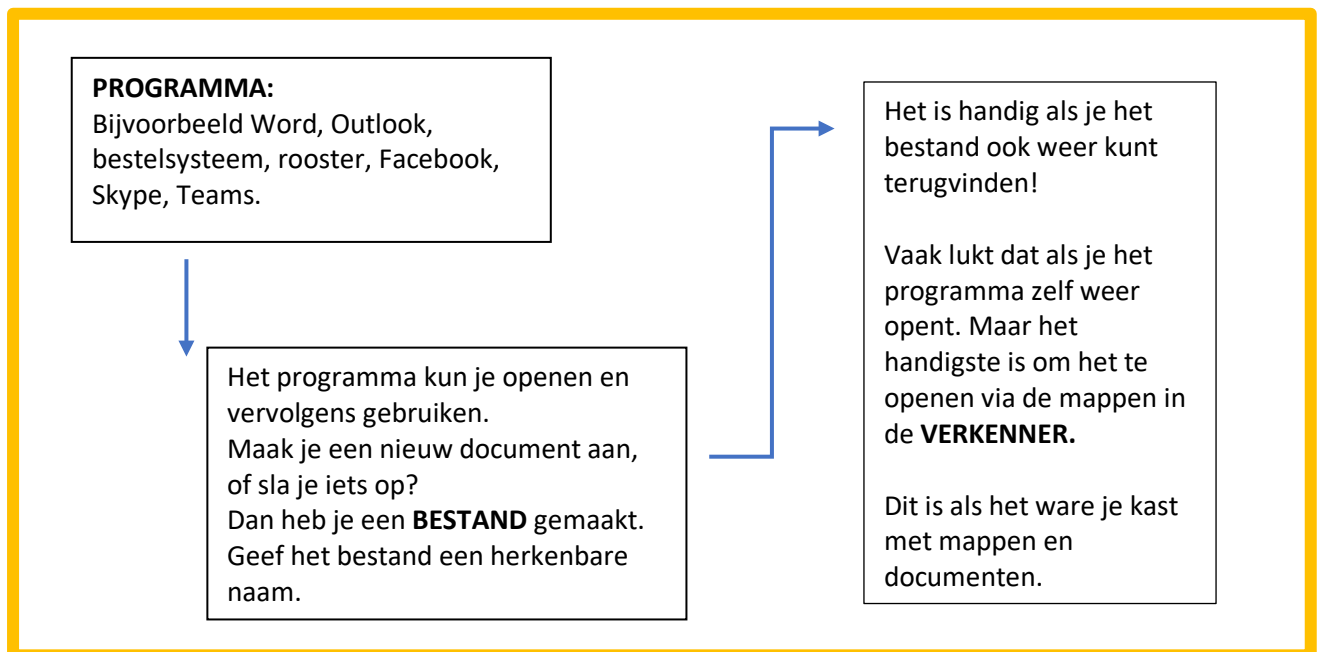 PROGRAMMA:
Bijvoorbeeld Word, Outlook,
bestelsysteem, rooster, Facebook,
Skype, Teams.
Het programma kun je openen en
vervolgens gebruiken.
Maak je een nieuw document aan,
of sla je iets op?
Dan heb je een BESTAND gemaakt.
Geef het bestand een herkenbare
naam.
Het is handig als je het
bestand ook weer kunt
terugvinden!
Vaak lukt dat als je het
programma zelf weer
opent. Maar het
handigste is om het te
openen via de mappen in
de VERKENNER.
Dit is als het ware je kast
met mappen en
documenten.